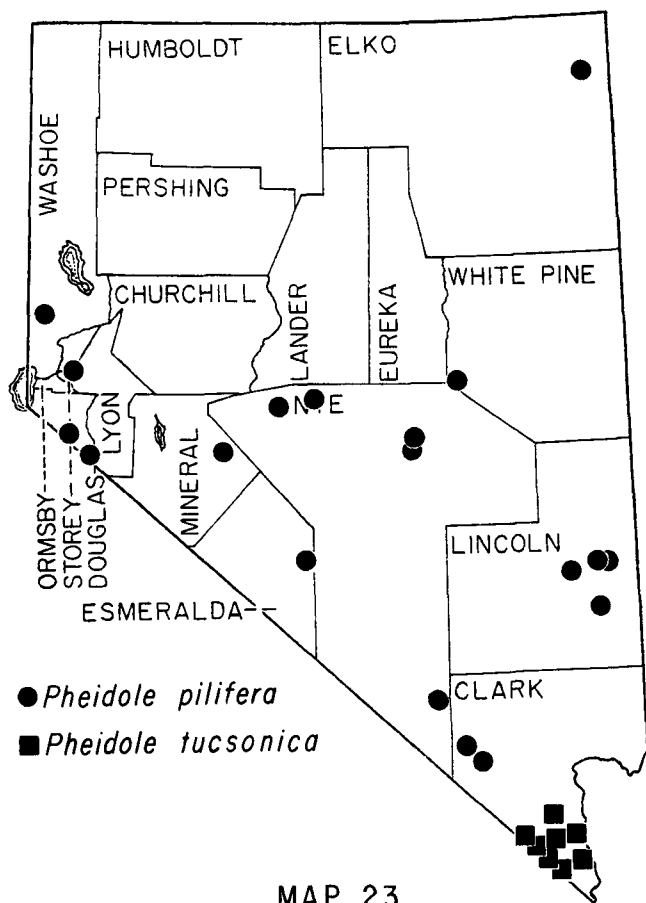 HUMBOLDT
ELKO
WASHOE
PERSHING
CHURCHILL
LANDER
EUREKA
WHITE PINE
NYE
LYON
MINERAL
ORMSBY
STOREY
DOUGLAS
LINCOLN
ESMERALDA
CLARK
Pheidole pilifera
Pheidole tucsonica
MAP 23